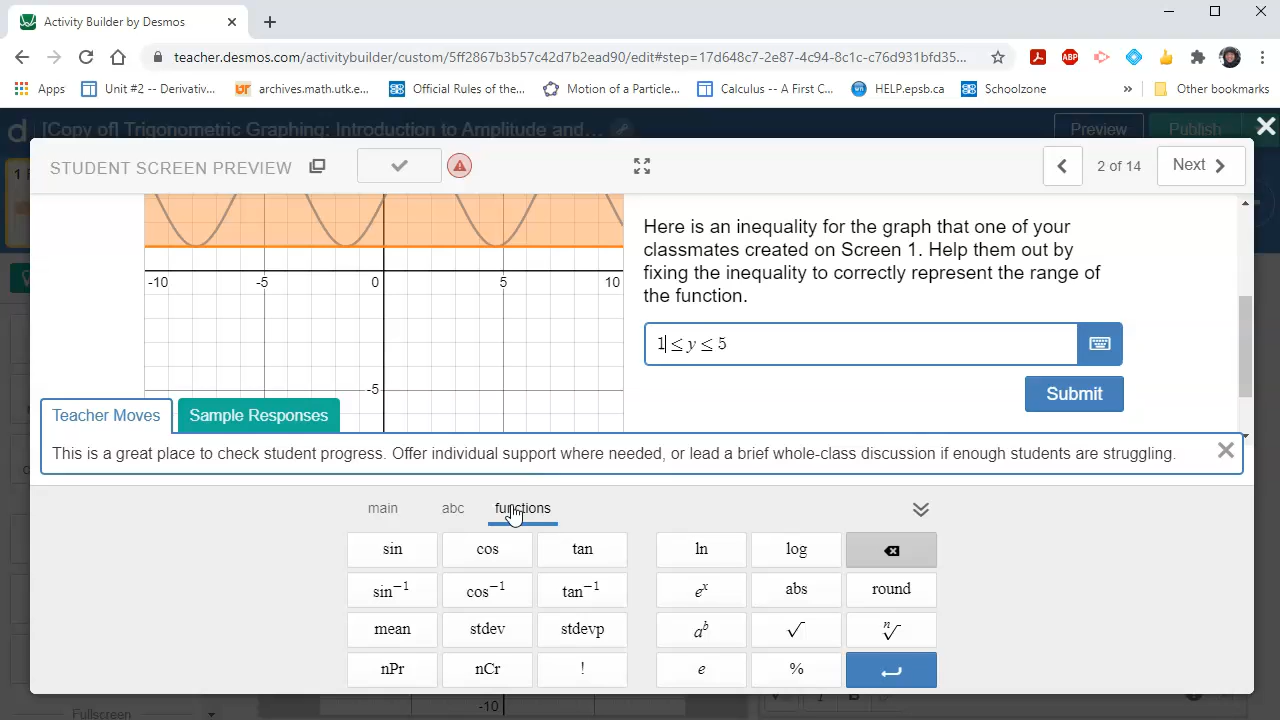 Activity Builder by Desmos
teacher.desmos.com/activitybuilder/custom/5ff2867b3b57c42d7b2ead90/edit#step=17d648c7-2e87-4c94-8c1c-c76d931bfd35...
ABP
Apps
Unit #2 -- Derivativ...
archives.math.utk.e...
Official Rules of the...
Motion of a Particle...
Calculus -- A First C...
HELP.epsb.ca
Schoolzone
»
Other bookmarks
d [Copy of] Trigonometric Graphing: Introduction to Amplitude and...
Preview
Publish
STUDENT SCREEN PREVIEW
2 of 14
Next
-10
-5
0
5
10
-5
Here is an inequality for the graph that one of your
classmates created on Screen 1. Help them out by
fixing the inequality to correctly represent the range of
the function.
1 ≤ y ≤ 5
Submit
Teacher Moves
Sample Responses
This is a great place to check student progress. Offer individual support where needed, or lead a brief whole-class discussion if enough students are struggling.
main
abc
functions
sin
cos
tan
ln
log
sin⁻¹
cos⁻¹
tan⁻¹
eˣ
abs
round
mean
stdev
stdevp
aᵇ
√
ⁿ√
nPr
nCr
!
e
%
-10
Fullscreen